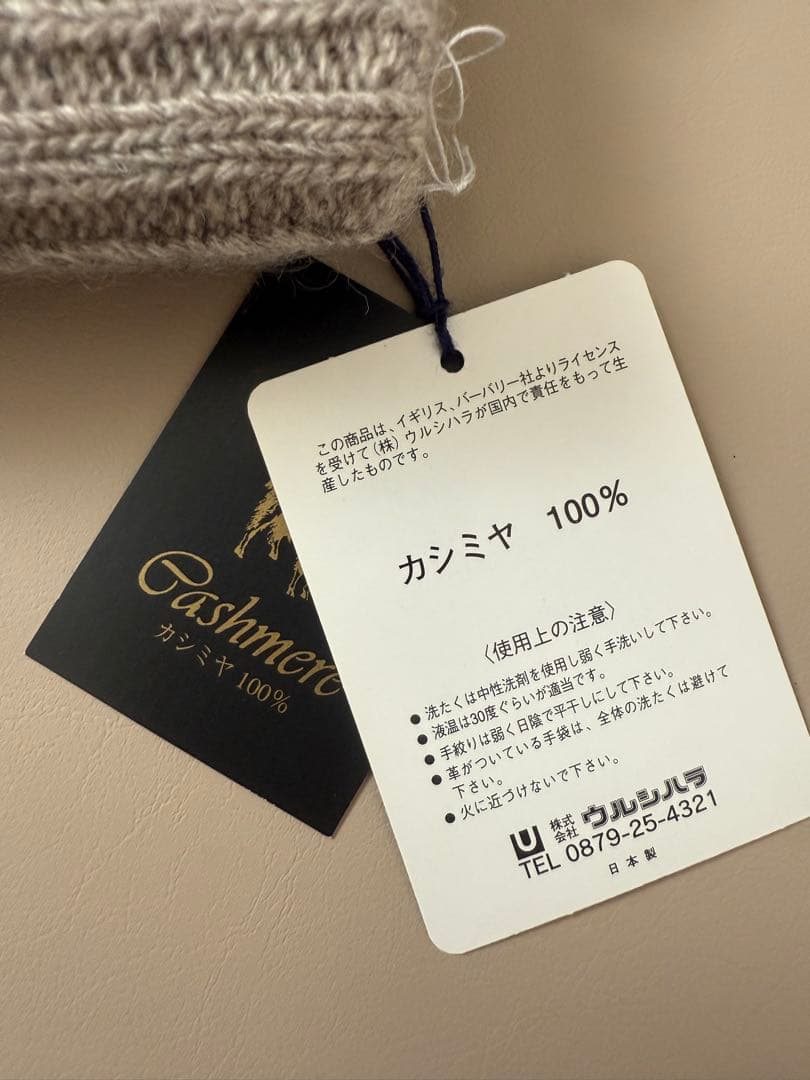 この商品は、イギリス、バーバリー社よりライセンス
を受けて(株)ウルシハラが国内で責任をもって生
産したものです。
カシミヤ 100%
〈使用上の注意〉
●洗たくは中性洗剤を使用し弱く手洗いして下さい。
●液温は30度ぐらいが適当です。
●手絞りは弱く日陰で平干しにして下さい。
●革がついている手袋は、全体の洗たくは避けて
下さい。
●火に近づけないで下さい。
U 株式会社 ウルシハラ
TEL 0879-25-4321
日本製
Cashmere
カシミヤ 100%